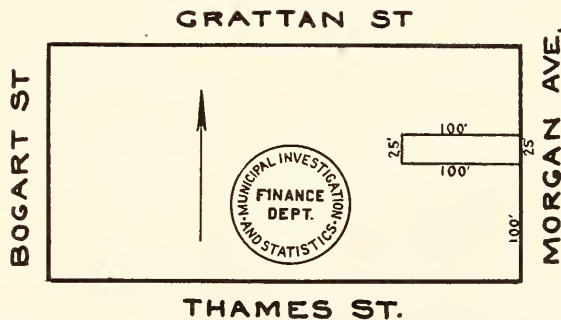 GRATTAN ST
BOGART ST
MORGAN AVE.
100'
25'
25'
100'
100'
MUNICIPAL INVESTIGATION
FINANCE
DEPT.
AND STATISTICS
THAMES ST.